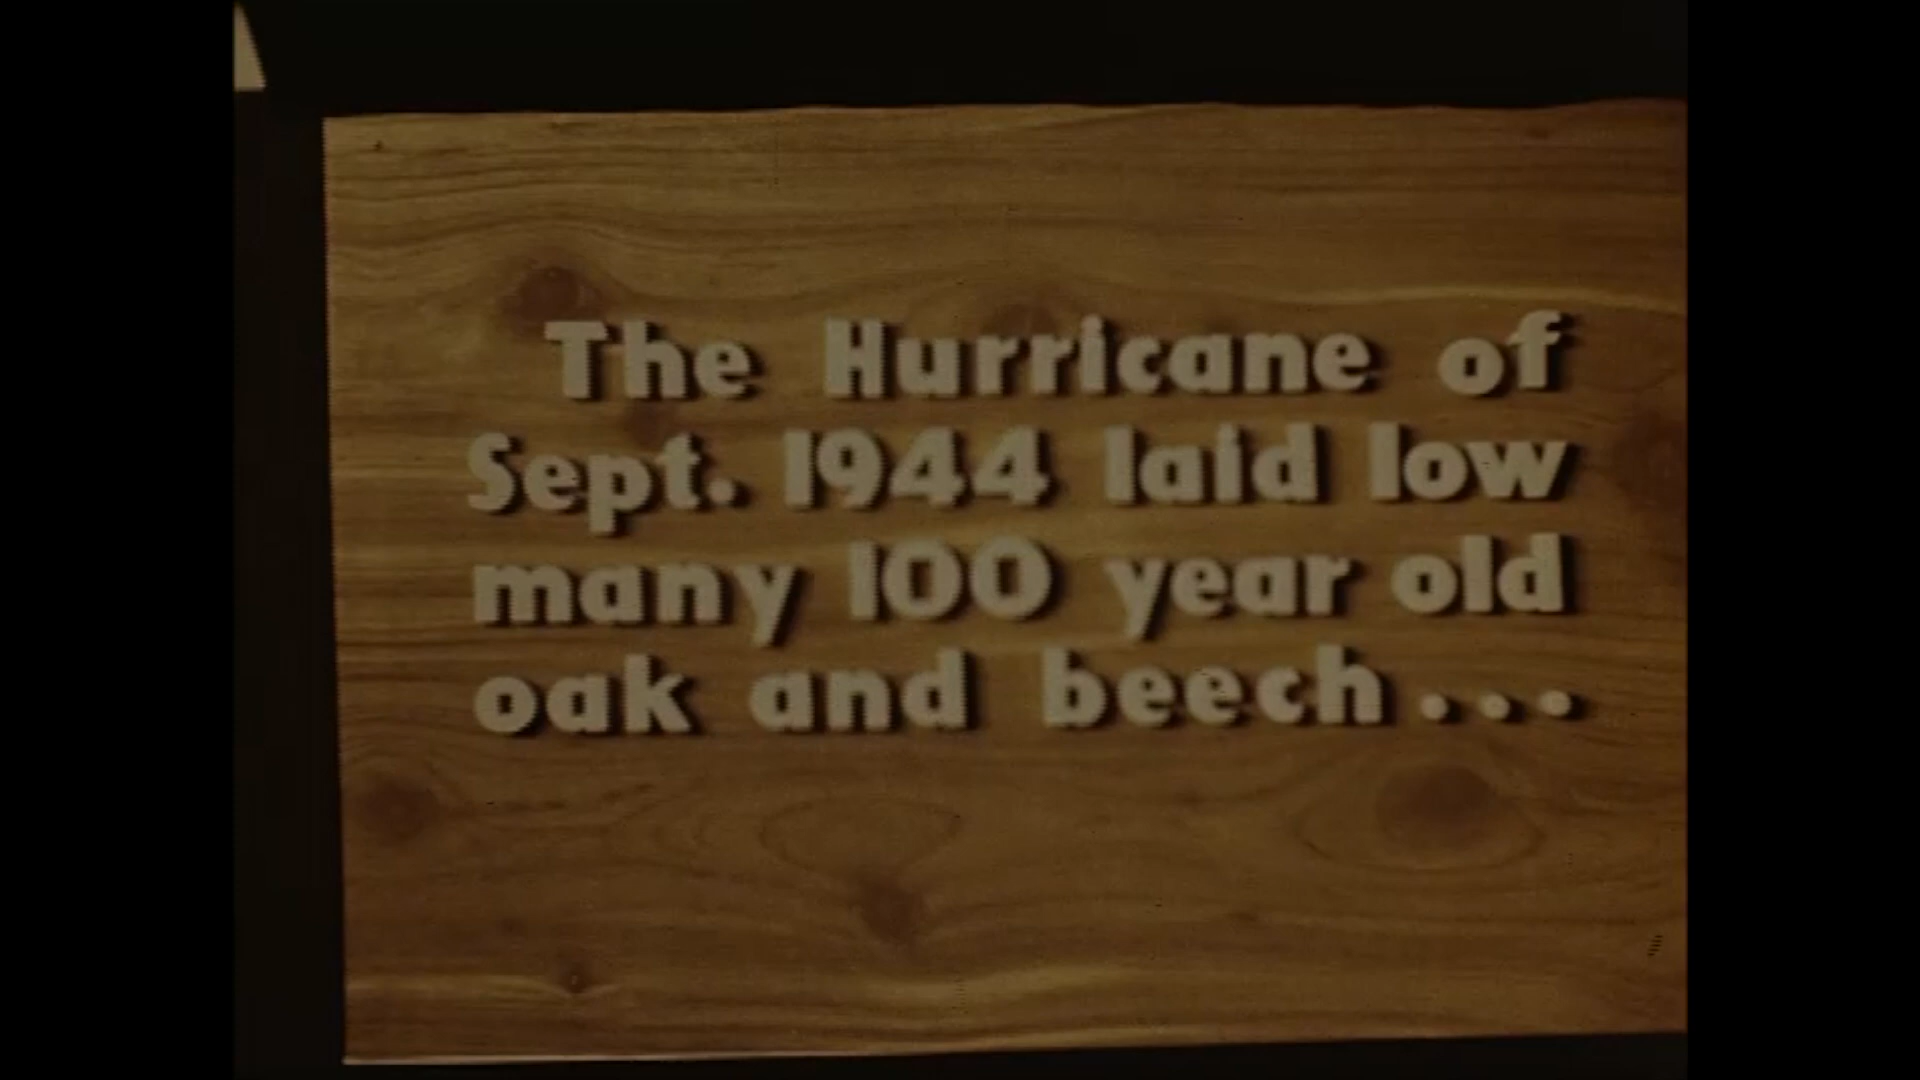 The Hurricane of
Sept. 1944 laid low
many 100 year old
oak and beech...